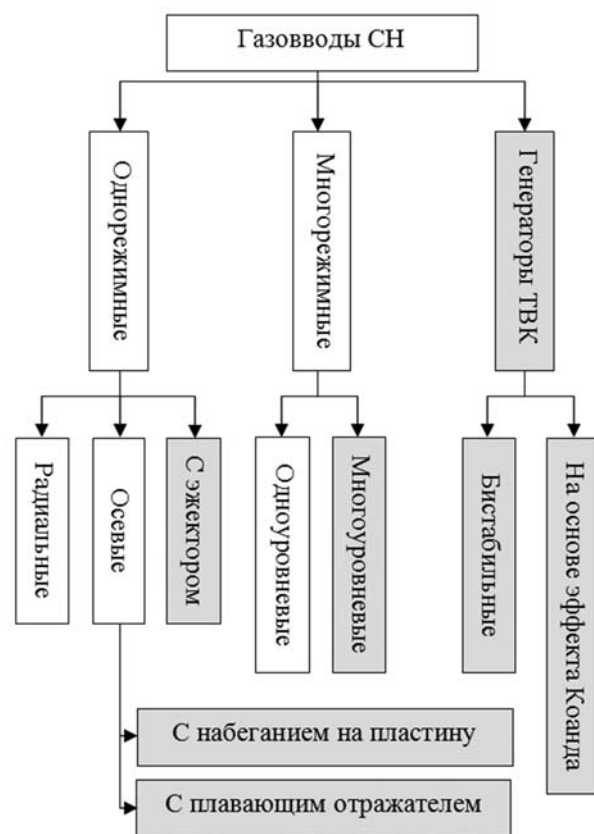 Газовводы СН
Однорежимные
Многорежимные
Генераторы ТВК
Радиальные
Осевые
С эжектором
Одноуровневые
Многоуровневые
Бистабильные
На основе эффекта Коанда
С набеганием на пластину
С плавающим отражателем